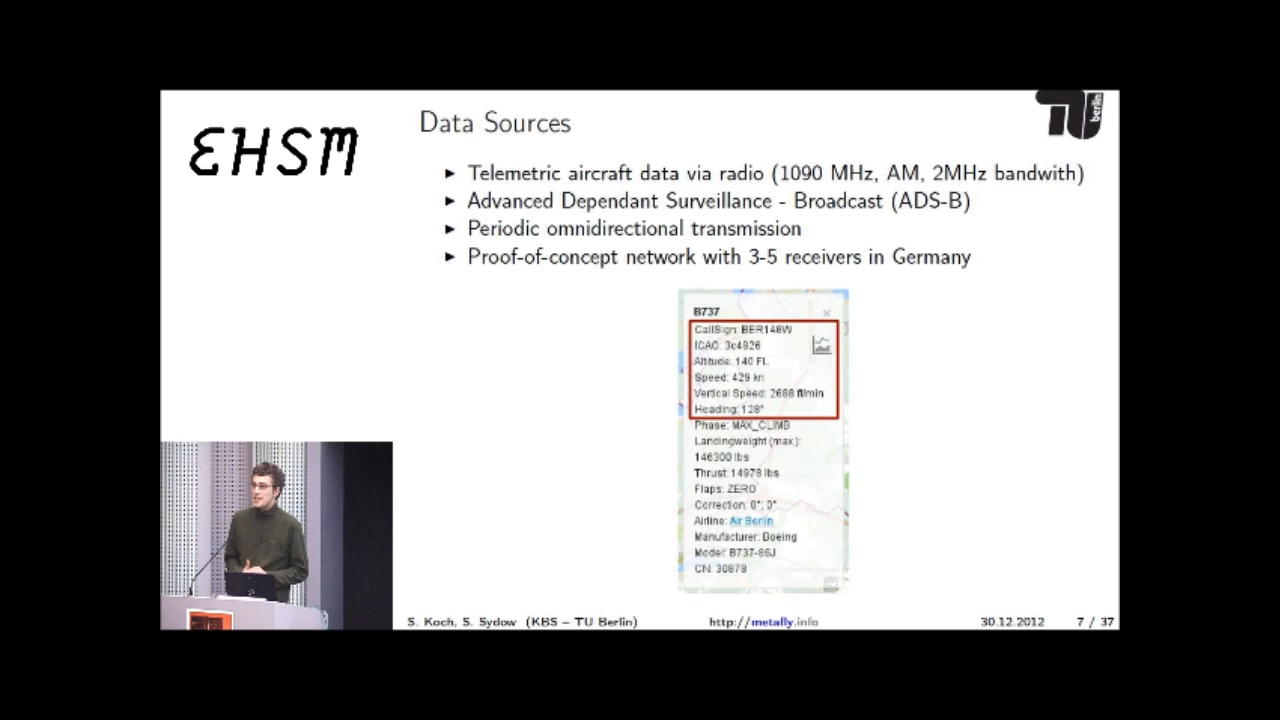 EHSM
Data Sources
TU berlin
► Telemetric aircraft data via radio (1090 MHz, AM, 2MHz bandwith)
► Advanced Dependant Surveillance - Broadcast (ADS-B)
► Periodic omnidirectional transmission
► Proof-of-concept network with 3-5 receivers in Germany
B737 ×
CallSign: BER148W
ICAO: 3c4926
Altitude: 140 FL
Speed: 429 kn
Vertical Speed: 2688 ft/min
Heading: 128°
Phase: MAX_CLIMB
Landingweight (max.):
146300 lbs
Thrust: 14978 lbs
Flaps: ZERO
Correction: 0°; 0°
Airline: Air Berlin
Manufacturer: Boeing
Model: B737-86J
CN: 30878
S. Koch, S. Sydow (KBS – TU Berlin) http://metafly.info 30.12.2012 7 / 37